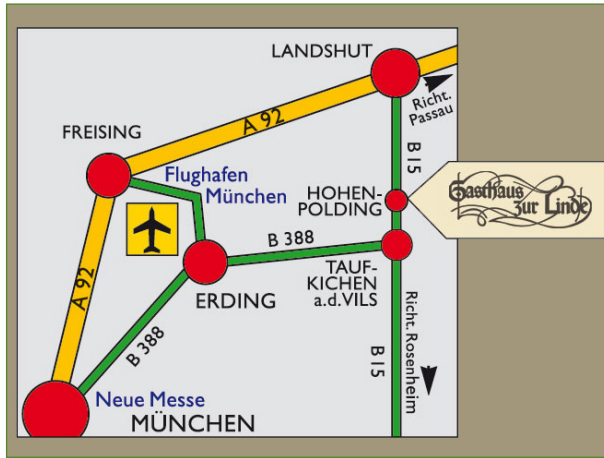 LANDSHUT
A 92
Richt.
Passau
FREISING
B 15
Flughafen
München
HOHEN-
POLDING
Gasthaus
zur Linde
B 388
TAUF-
KICHEN
a.d.VILS
ERDING
A 92
B 388
B 15
Richt. Rosenheim
Neue Messe
MÜNCHEN